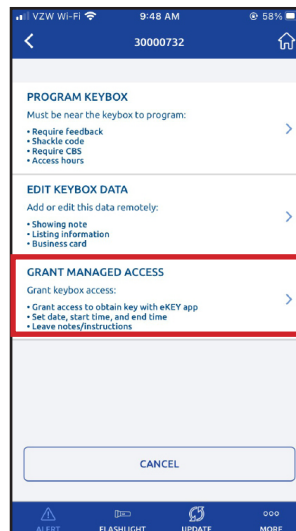 VZW Wi-Fi 9:48 AM 58%
30000732
PROGRAM KEYBOX
Must be near the keybox to program:
• Require feedback
• Shackle code
• Require CBS
• Access hours
EDIT KEYBOX DATA
Add or edit this data remotely:
• Showing note
• Listing information
• Business card
GRANT MANAGED ACCESS
Grant keybox access:
• Grant access to obtain key with eKEY app
• Set date, start time, and end time
• Leave notes/instructions
CANCEL
ALERT FLASHLIGHT UPDATE MORE